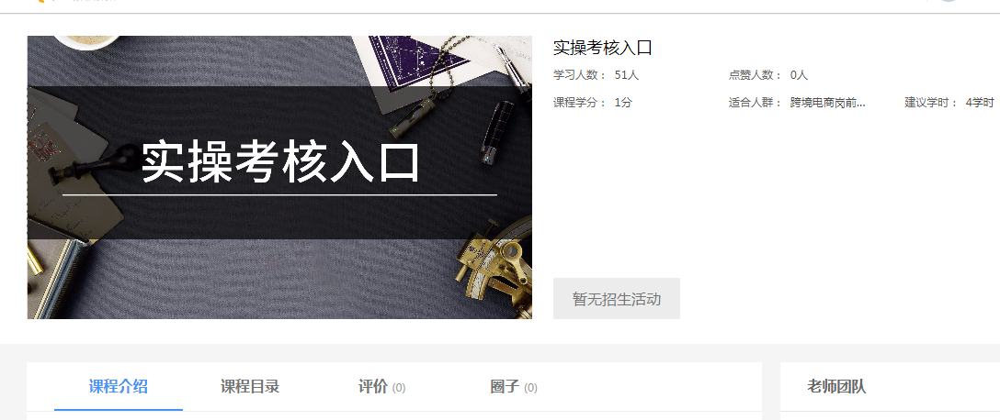 实操考核入口
实操考核入口
学习人数： 51人 点赞人数： 0人
课程学分： 1分 适合人群： 跨境电商岗前... 建议学时： 4学时
暂无招生活动
课程介绍 课程目录 评价 (0) 圈子 (0) 老师团队